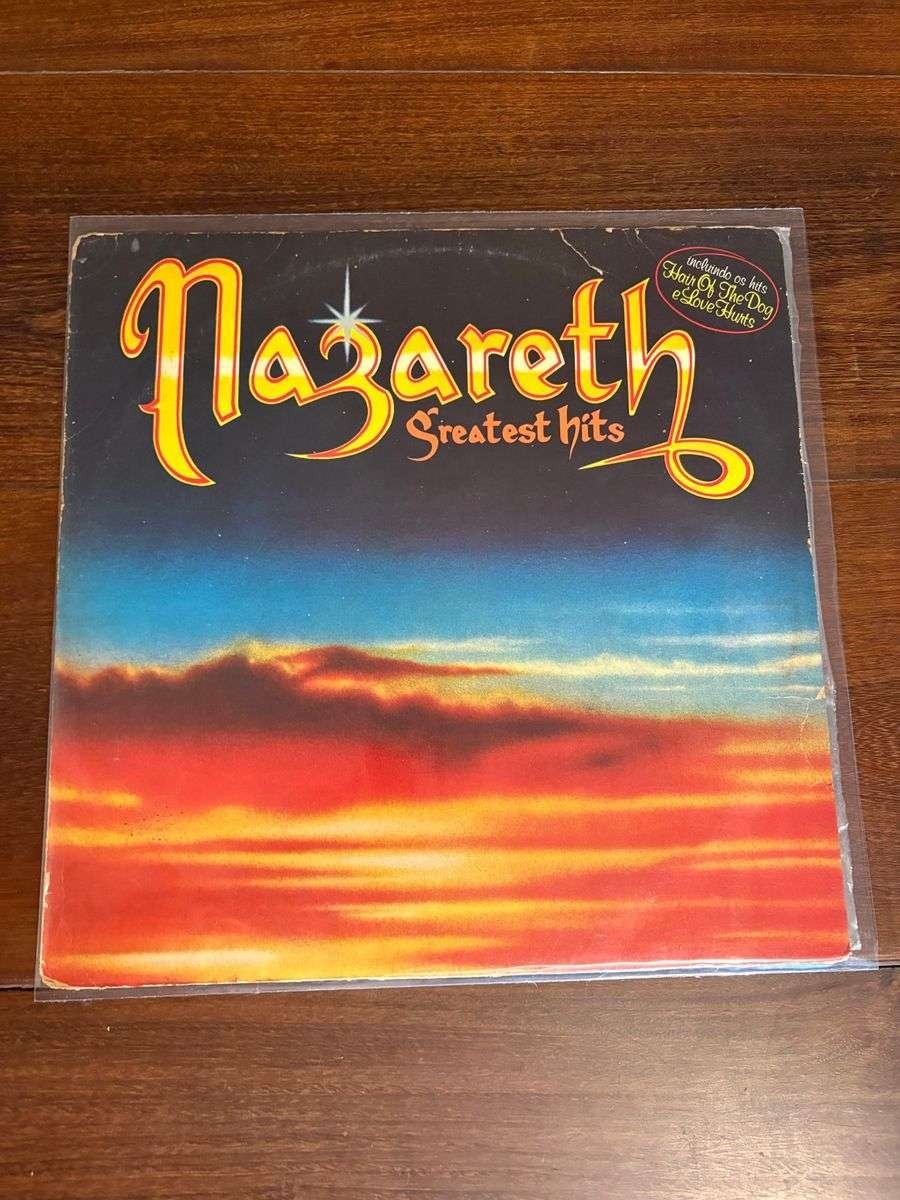 Nazareth
Greatest hits
incluindo os hits
Hair Of The Dog
e Love Hurts